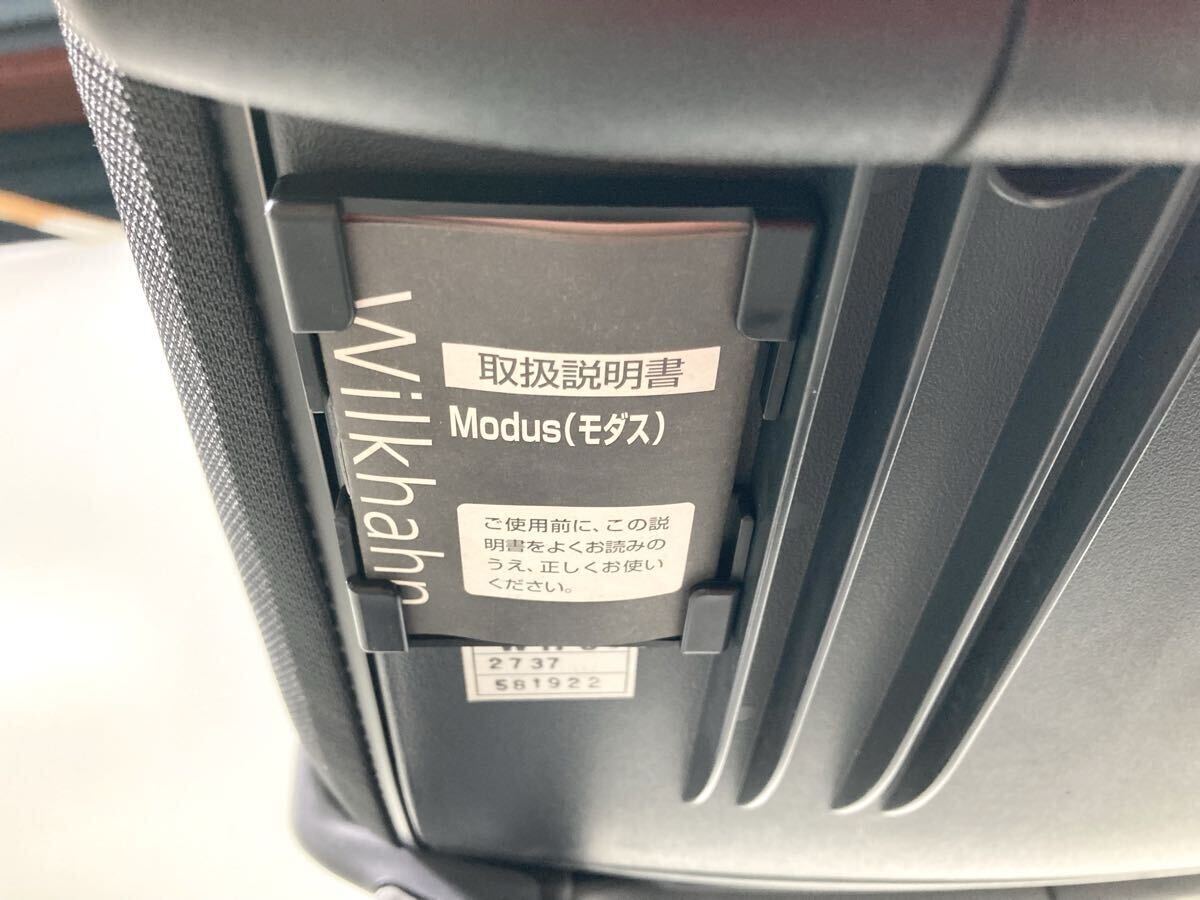 Wilkhahn
取扱説明書
Modus(モダス)
ご使用前に、この説
明書をよくお読みの
うえ、正しくお使い
ください。
2737
581922